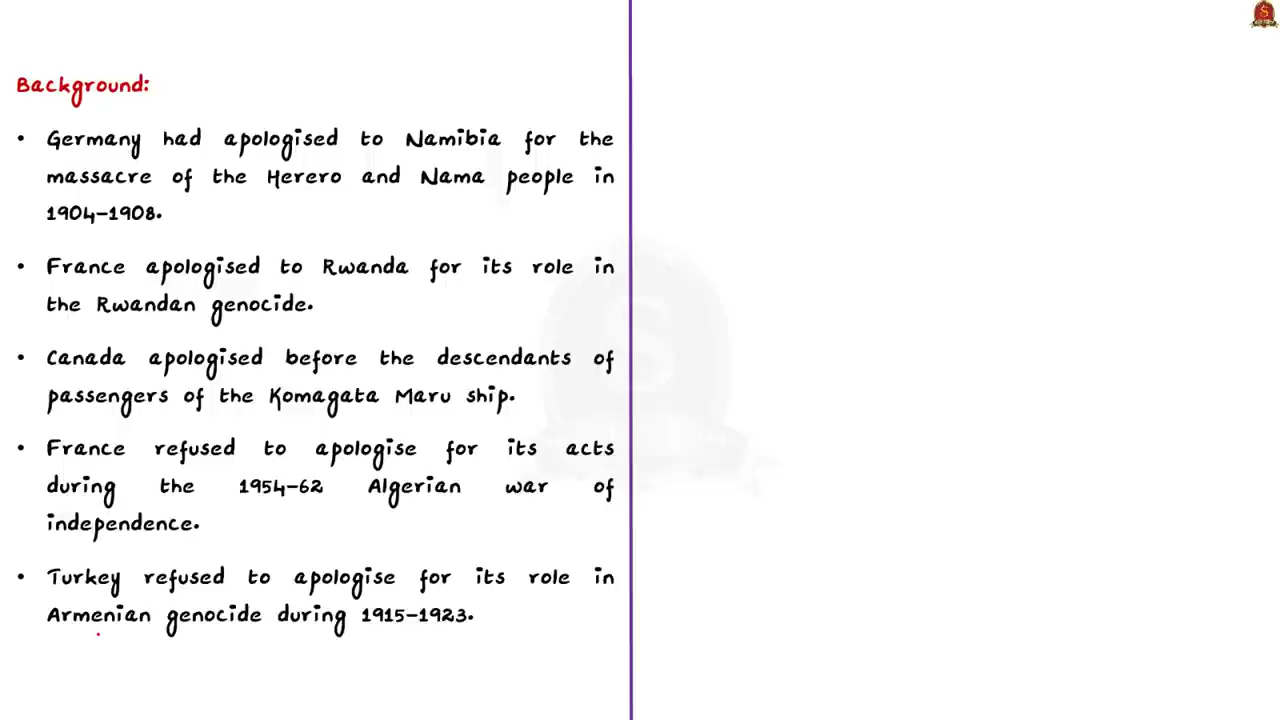 Background:
• Germany had apologised to Namibia for the
massacre of the Herero and Nama people in
1904-1908.
• France apologised to Rwanda for its role in
the Rwandan genocide.
• Canada apologised before the descendants of
passengers of the Komagata Maru ship.
• France refused to apologise for its acts
during the 1954-62 Algerian war of
independence.
• Turkey refused to apologise for its role in
Armenian genocide during 1915-1923.